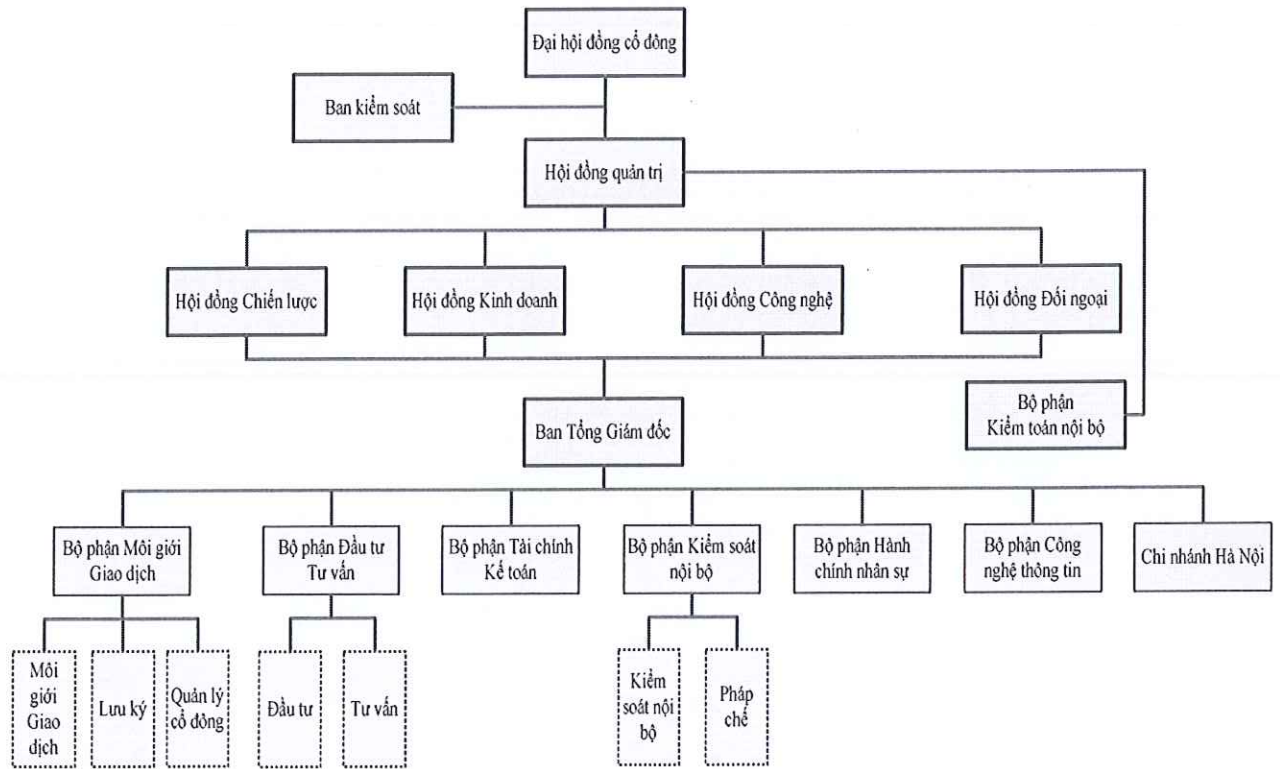 Đại hội đồng cổ đông
Ban kiểm soát
Hội đồng quản trị
Hội đồng Chiến lược
Hội đồng Kinh doanh
Hội đồng Công nghệ
Hội đồng Đối ngoại
Ban Tổng Giám đốc
Bộ phận
Kiểm toán nội bộ
Bộ phận Môi giới
Giao dịch
Bộ phận Đầu tư
Tư vấn
Bộ phận Tài chính
Kế toán
Bộ phận Kiểm soát
nội bộ
Bộ phận Hành
chính nhân sự
Bộ phận Công
nghệ thông tin
Chi nhánh Hà Nội
Môi
giới
Giao
dịch
Lưu ký
Quản lý
cổ đông
Đầu tư
Tư vấn
Kiểm
soát nội
bộ
Pháp
chế